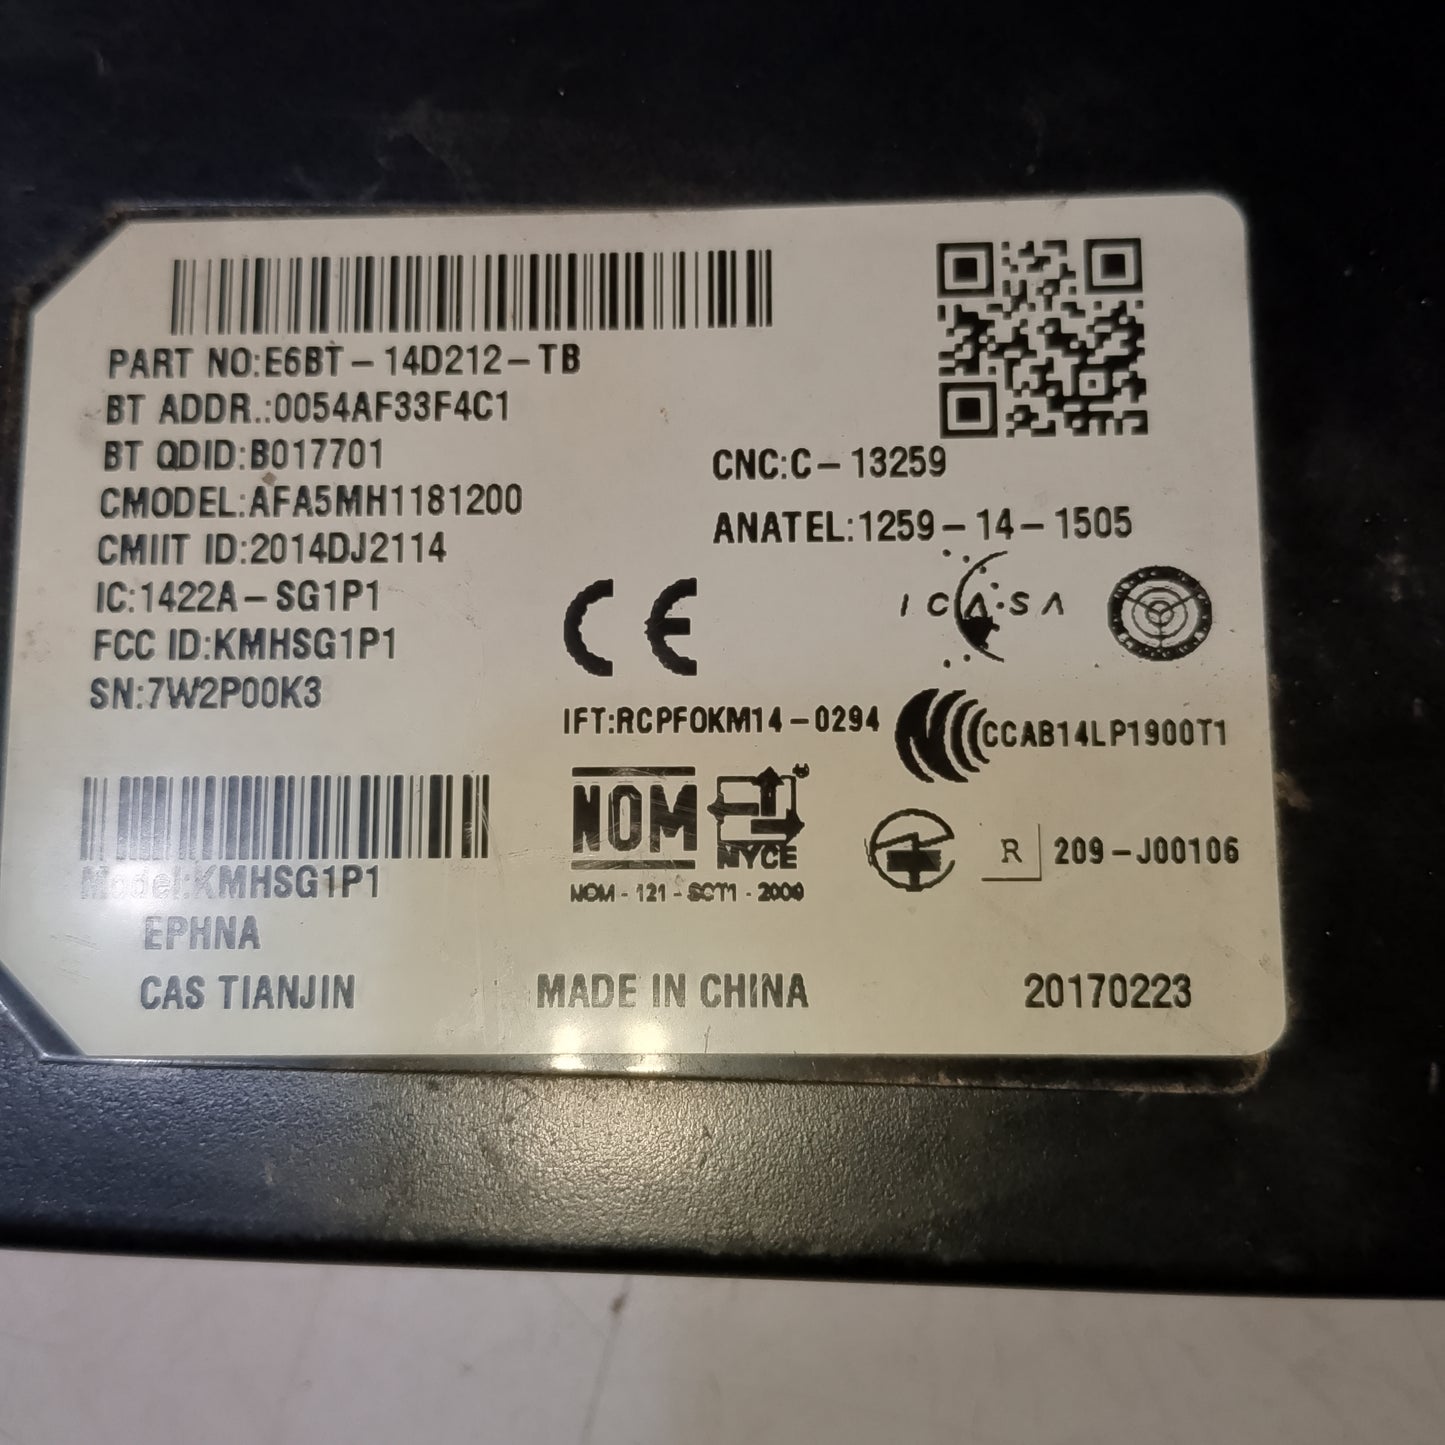 PART NO:E6BT-14D212-TB
BT ADDR.:0054AF33F4C1
BT QDID:B017701
CMODEL:AFA5MH1181200
CMIIT ID:2014DJ2114
IC:1422A-SG1P1
FCC ID:KMHSG1P1
SN:7W2P00K3
CNC:C-13259
ANATEL:1259-14-1505
CE
ICASA
IFT:RCPFOKM14-0294
CCAB14LP1900T1
NOM
NYCE
NOM-121-SCT1-2009
R 209-J00106
Model:KMHSG1P1
EPHNA
CAS TIANJIN
MADE IN CHINA
20170223